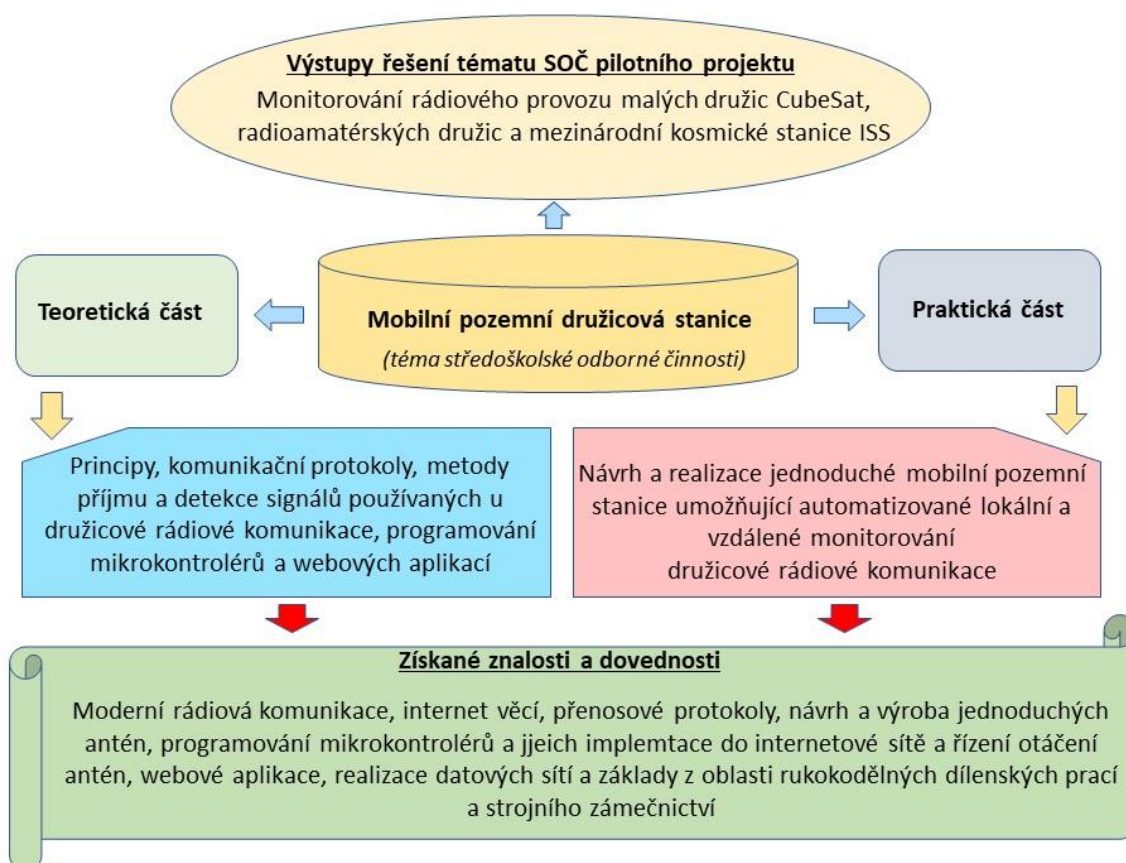 Výstupy řešení tématu SOČ pilotního projektu
Monitorování rádiového provozu malých družic CubeSat,
radioamatérských družic a mezinárodní kosmické stanice ISS
Teoretická část
Mobilní pozemní družicová stanice
(téma středoškolské odborné činnosti)
Praktická část
Principy, komunikační protokoly, metody
příjmu a detekce signálů používaných u
družicové rádiové komunikace, programování
mikrokontrolérů a webových aplikací
Návrh a realizace jednoduché mobilní pozemní
stanice umožňující automatizované lokální a
vzdálené monitorování
družicové rádiové komunikace
Získané znalosti a dovednosti
Moderní rádiová komunikace, internet věcí, přenosové protokoly, návrh a výroba jednoduchých
antén, programování mikrokontrolérů a jjeich implemtace do internetové sítě a řízení otáčení
antén, webové aplikace, realizace datových sítí a základy z oblasti rukokodělných dílenských prací
a strojního zámečnictví